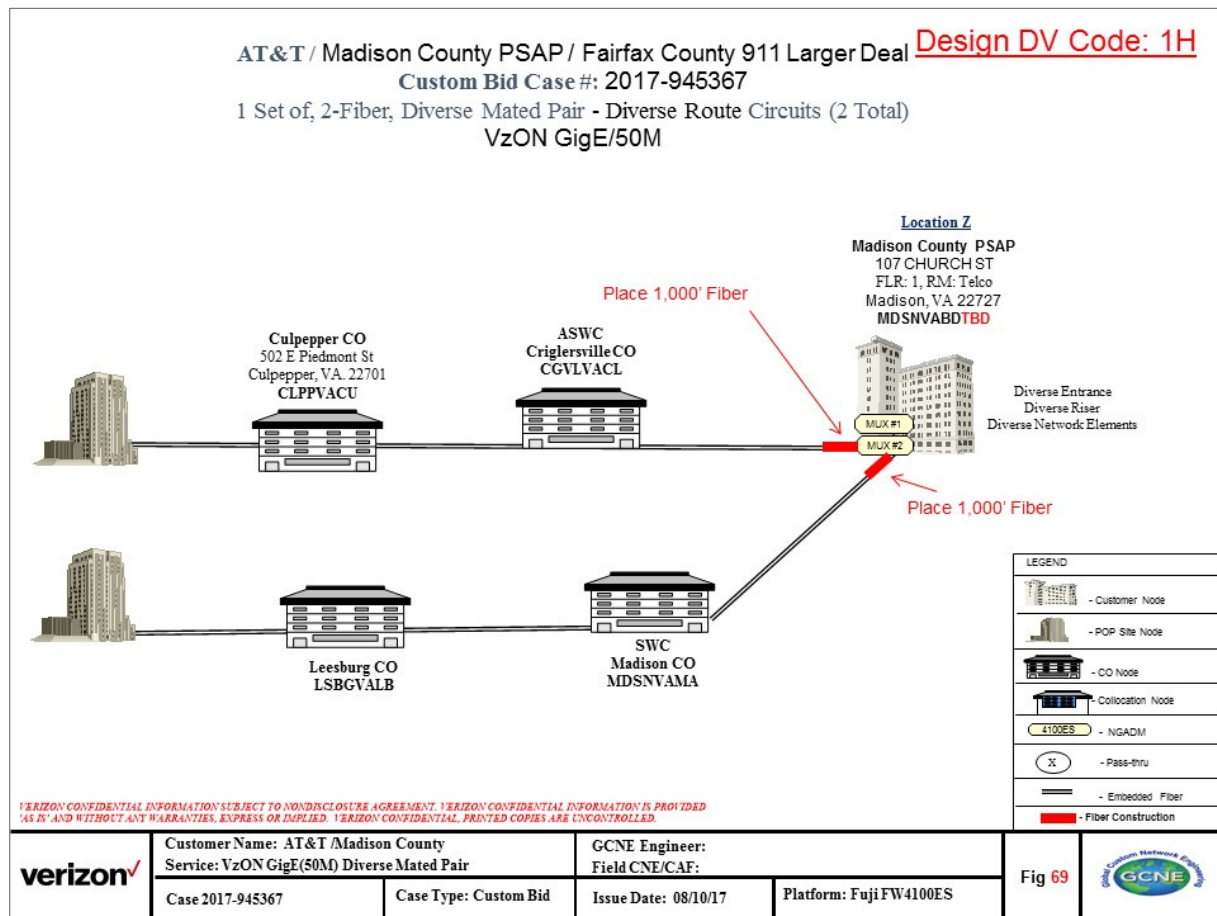 AT&T / Madison County PSAP / Fairfax County 911 Larger Deal
Design DV Code: 1H
Custom Bid Case #: 2017-945367
1 Set of, 2-Fiber, Diverse Mated Pair - Diverse Route Circuits (2 Total)
VzON GigE/50M
Location Z
Madison County PSAP
107 CHURCH ST
FLR: 1, RM: Telco
Madison, VA 22727
MDSNVABDTBD
Place 1,000' Fiber
Culpepper CO
502 E Piedmont St
Culpepper, VA. 22701
CLPPVACU
ASWC
Criglersville CO
CGVLVACL
MUX #1
MUX #2
Diverse Entrance
Diverse Riser
Diverse Network Elements
Place 1,000' Fiber
Leesburg CO
LSBGVALB
SWC
Madison CO
MDSNVAMA
LEGEND
- Customer Node
- POP Site Node
- CO Node
- Collocation Node
4100ES - NGADM
X - Pass-thru
- Embedded Fiber
- Fiber Construction
VERIZON CONFIDENTIAL INFORMATION SUBJECT TO NONDISCLOSURE AGREEMENT. VERIZON CONFIDENTIAL INFORMATION IS PROVIDED
'AS IS' AND WITHOUT ANY WARRANTIES, EXPRESS OR IMPLIED. VERIZON CONFIDENTIAL, PRINTED COPIES ARE UNCONTROLLED.
verizon
Customer Name: AT&T /Madison County
Service: VzON GigE(50M) Diverse Mated Pair
GCNE Engineer:
Field CNE/CAF:
Case 2017-945367
Case Type: Custom Bid
Issue Date: 08/10/17
Platform: Fuji FW4100ES
Fig 69
Global Custom Network Engineering
GCNE